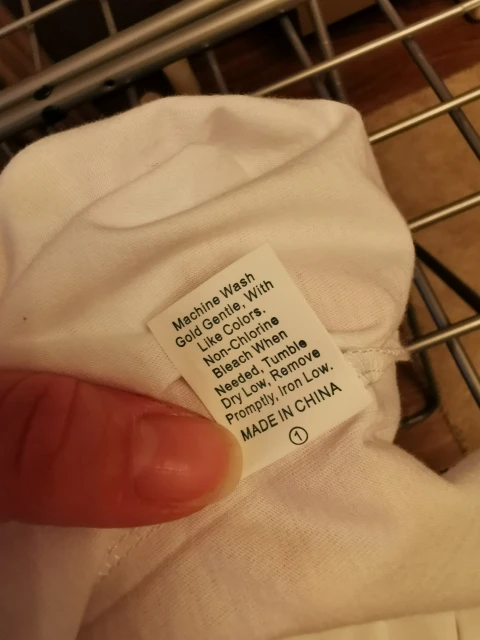 Machine Wash
Gold Gentle, With
Like Colors.
Non-Chlorine
Bleach When
Needed, Tumble
Dry Low, Remove
Promptly, Iron Low.
MADE IN CHINA
①